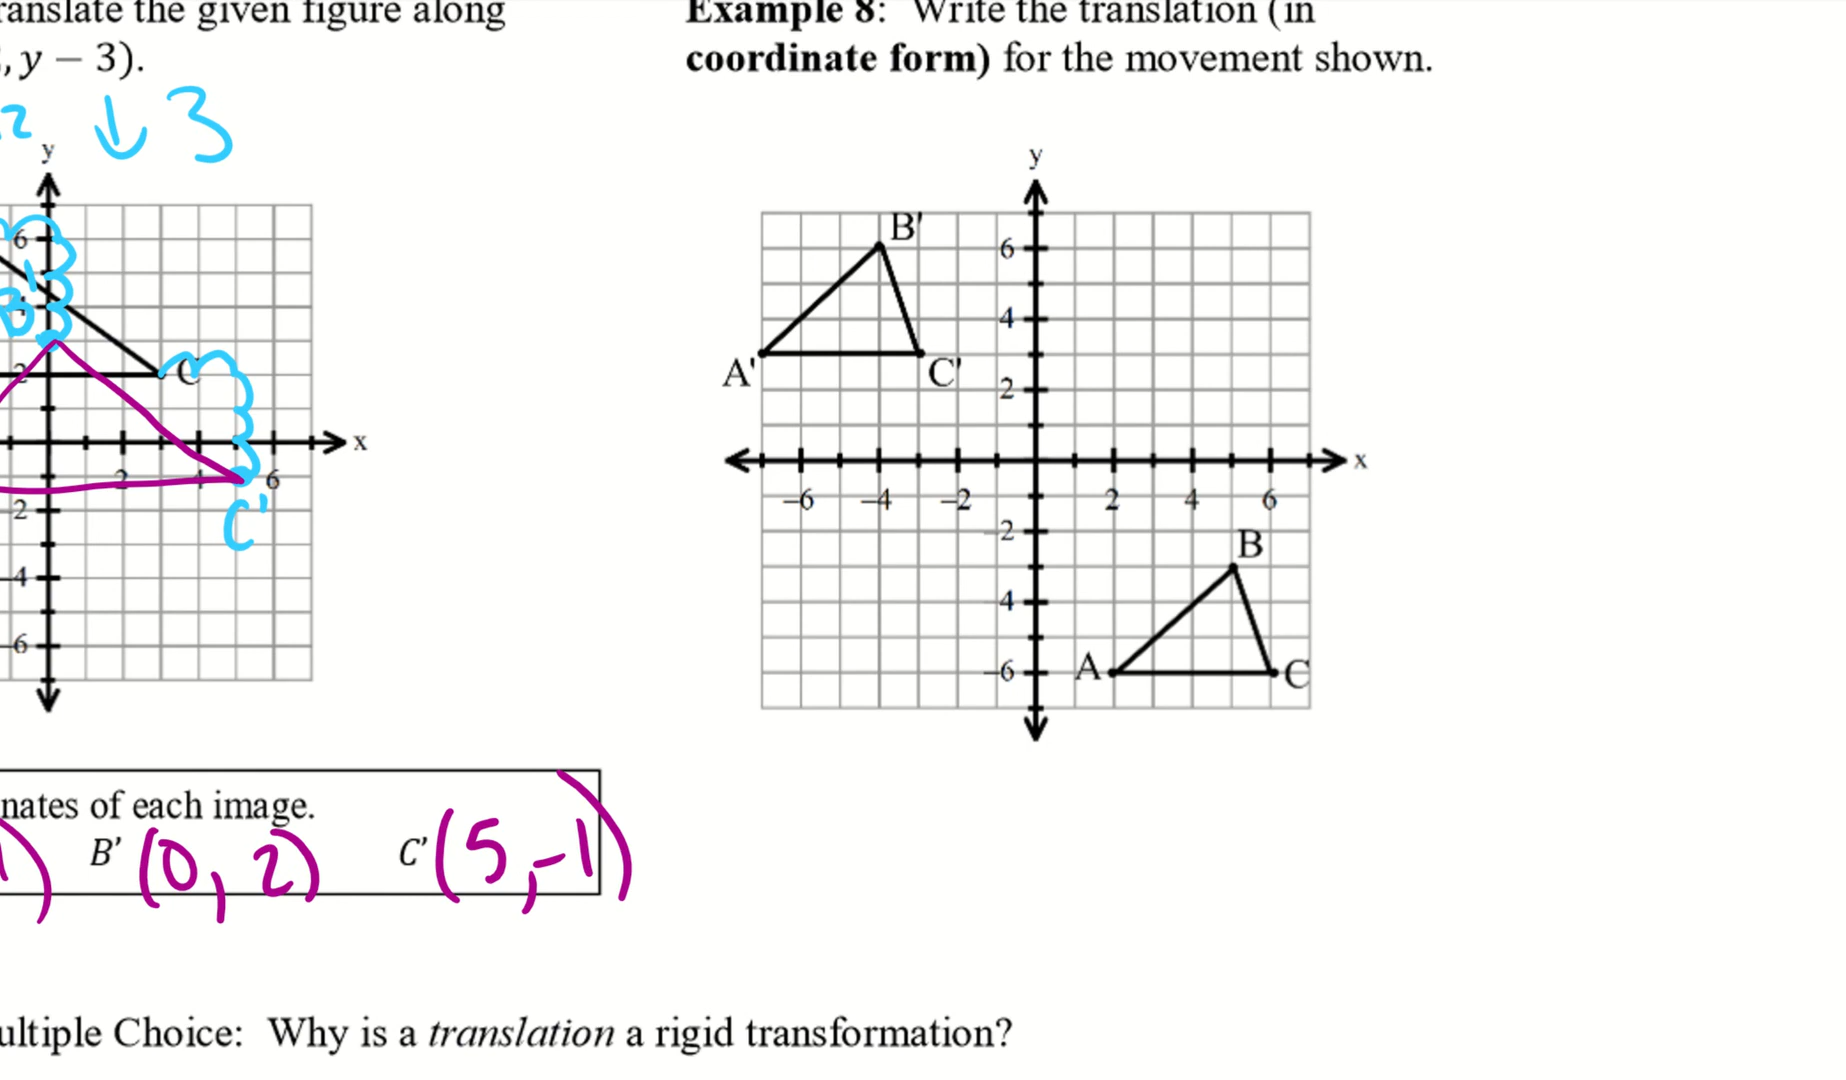 ranslate the given figure along
, y − 3).
2 ↓ 3
y
6
B'
C
2
x
2
4
6
-2
C'
-4
-6
nates of each image.
) B' (0, 2) C' (5, -1)
Example 8: Write the translation (in
coordinate form) for the movement shown.
y
B'
6
4
A'
C'
2
x
-6 -4 -2 2 4 6
-2
B
4
-6
A
C
ultiple Choice: Why is a translation a rigid transformation?